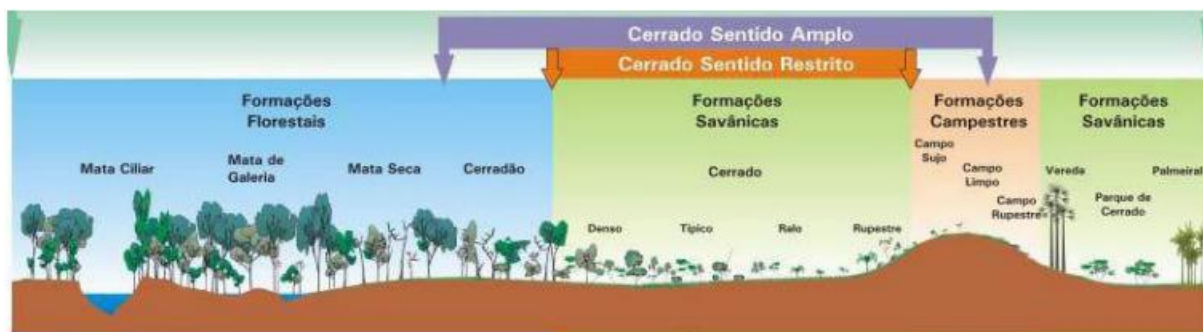 Cerrado Sentido Amplo
Cerrado Sentido Restrito
Formações
Florestais
Formações
Savânicas
Formações
Campestres
Formações
Savânicas
Mata Ciliar
Mata de
Galeria
Mata Seca
Cerradão
Cerrado
Campo
Sujo
Campo
Limpo
Campo
Rupestre
Vereda
Palmeiral
Parque de
Cerrado
Denso
Típico
Ralo
Rupestre